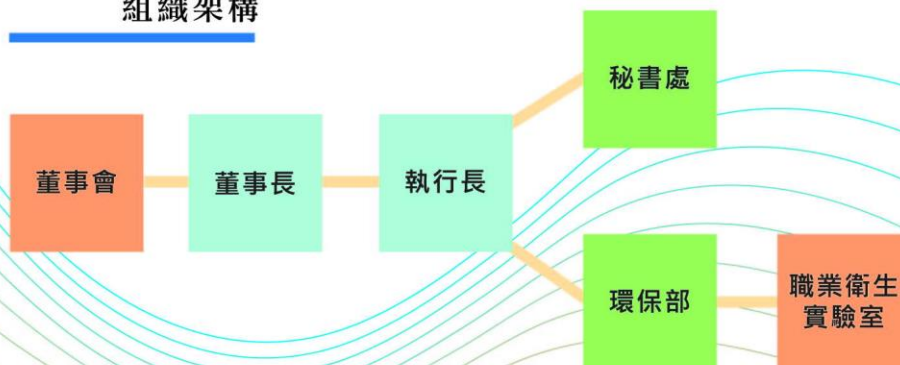 組織架構
秘書處
董事會
董事長
執行長
環保部
職業衛生
實驗室